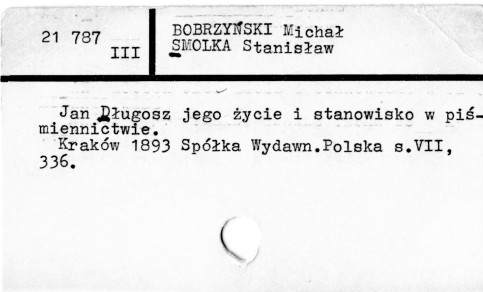 21 787
III
BOBRZYŃSKI Michał
SMOLKA Stanisław
Jan Długosz jego życie i stanowisko w piś-
miennictwie.
Kraków 1893 Spółka Wydawn.Polska s.VII,
336.